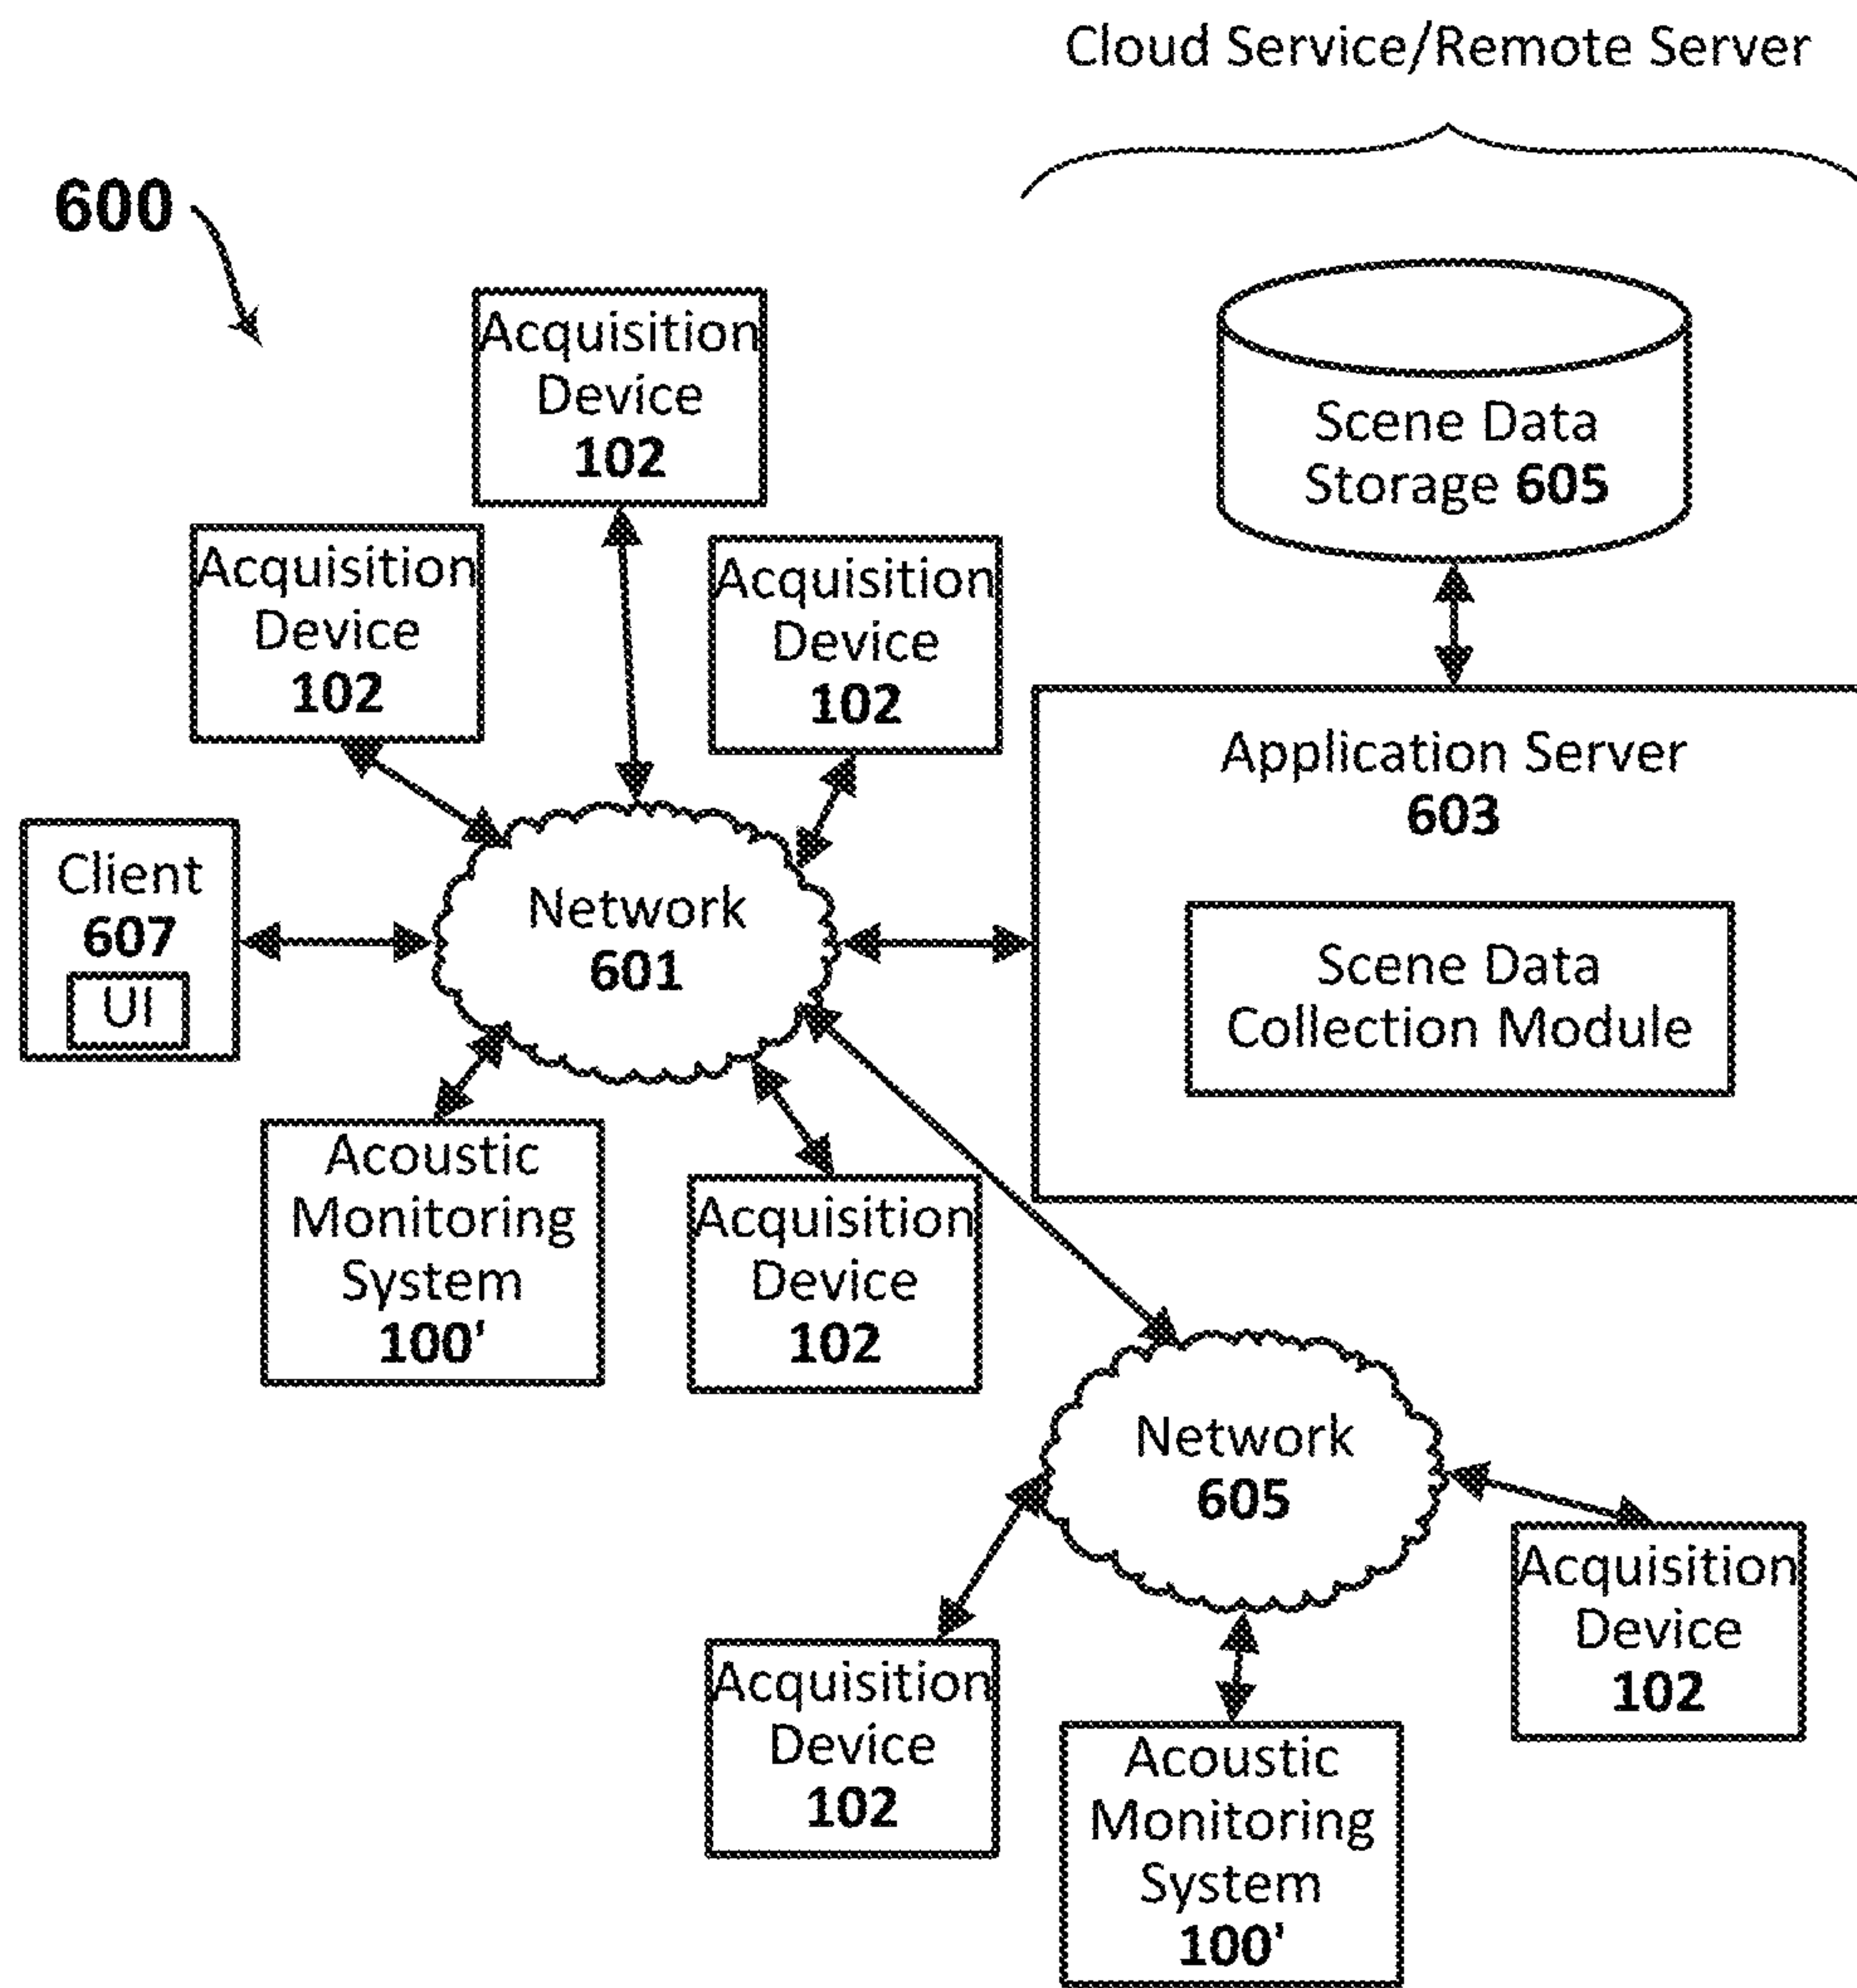 Cloud Service/Remote Server
600
Acquisition
Device
102
Acquisition
Device
102
Acquisition
Device
102
Scene Data
Storage 605
Application Server
603
Scene Data
Collection Module
Client
607
UI
Network
601
Acoustic
Monitoring
System
100'
Acquisition
Device
102
Network
605
Acquisition
Device
102
Acquisition
Device
102
Acoustic
Monitoring
System
100'